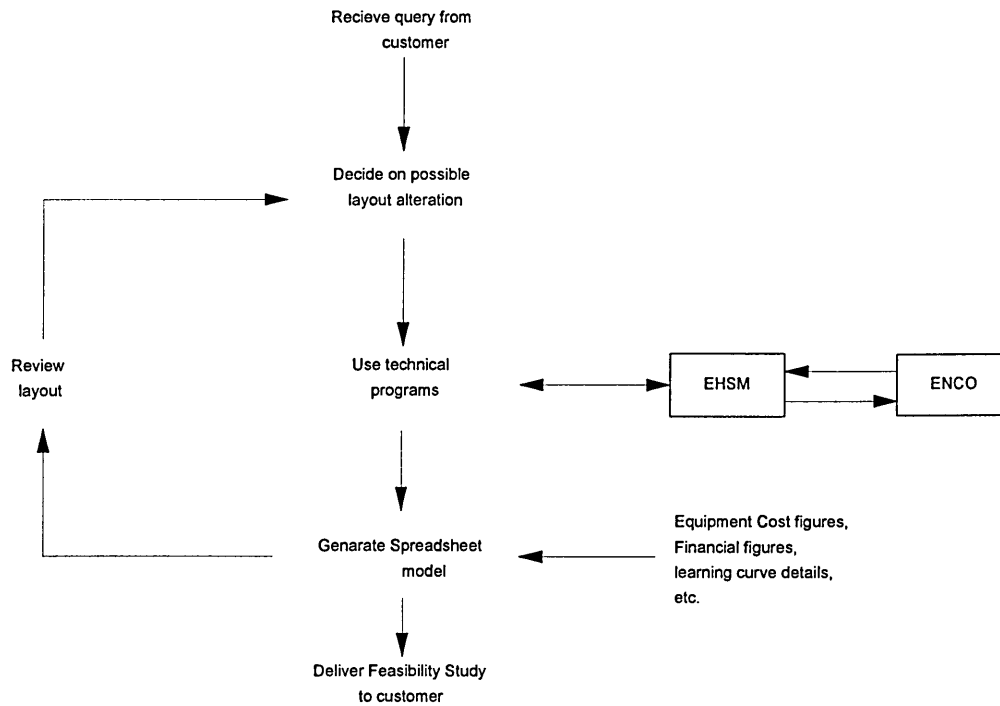 Recieve query from
customer
Decide on possible
layout alteration
Review
layout
Use technical
programs
EHSM
ENCO
Genarate Spreadsheet
model
Equipment Cost figures,
Financial figures,
learning curve details,
etc.
Deliver Feasibility Study
to customer